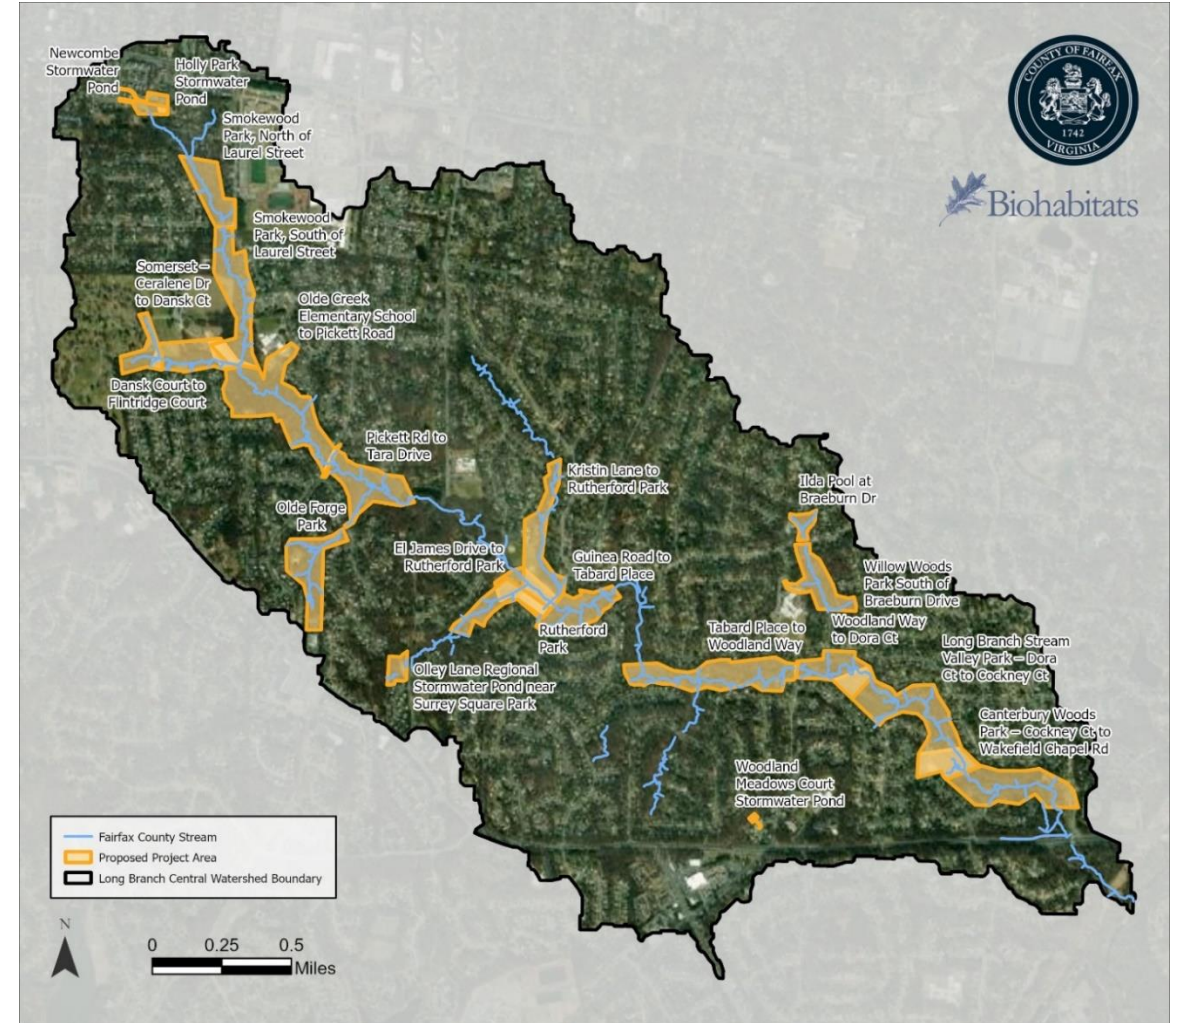 Newcombe
Stormwater
Pond
Holly Park
Stormwater
Pond
Smokewood
Park, North of
Laurel Street
COUNTY OF FAIRFAX
1742
VIRGINIA
Biohabitats
Smokewood
Park, South of
Laurel Street
Somerset –
Ceralene Dr
to Dansk Ct
Olde Creek
Elementary School
to Pickett Road
Dansk Court to
Flintridge Court
Pickett Rd to
Tara Drive
Kristin Lane to
Rutherford Park
Ilda Pool at
Braeburn Dr
Olde Forge
Park
El James Drive to
Rutherford Park
Guinea Road to
Tabard Place
Willow Woods
Park South of
Braeburn Drive
Rutherford
Park
Tabard Place to
Woodland Way
Woodland Way
to Dora Ct
Long Branch Stream
Valley Park – Dora
Ct to Cockney Ct
Olley Lane Regional
Stormwater Pond near
Surrey Square Park
Canterbury Woods
Park – Cockney Ct to
Wakefield Chapel Rd
Woodland
Meadows Court
Stormwater Pond
Fairfax County Stream
Proposed Project Area
Long Branch Central Watershed Boundary
N
0 0.25 0.5
Miles